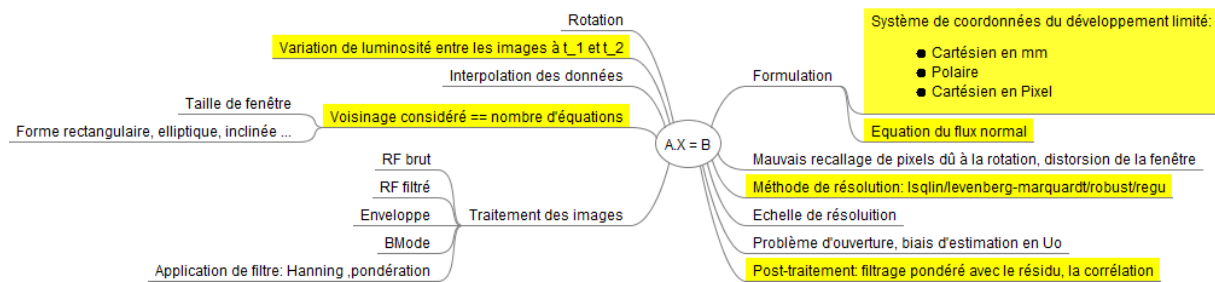 Rotation
Variation de luminosité entre les images à t_1 et t_2
Interpolation des données
Taille de fenêtre
Forme rectangulaire, elliptique, inclinée ...
Voisinage considéré == nombre d'équations
RF brut
RF filtré
Enveloppe
BMode
Application de filtre: Hanning ,pondération
Traitement des images
A.X = B
Formulation
Système de coordonnées du développement limité:
● Cartésien en mm
● Polaire
● Cartésien en Pixel
Equation du flux normal
Mauvais recallage de pixels dû à la rotation, distorsion de la fenêtre
Méthode de résolution: lsqlin/levenberg-marquardt/robust/regu
Echelle de résoluition
Problème d'ouverture, biais d'estimation en Uo
Post-traitement: filtrage pondéré avec le résidu, la corrélation